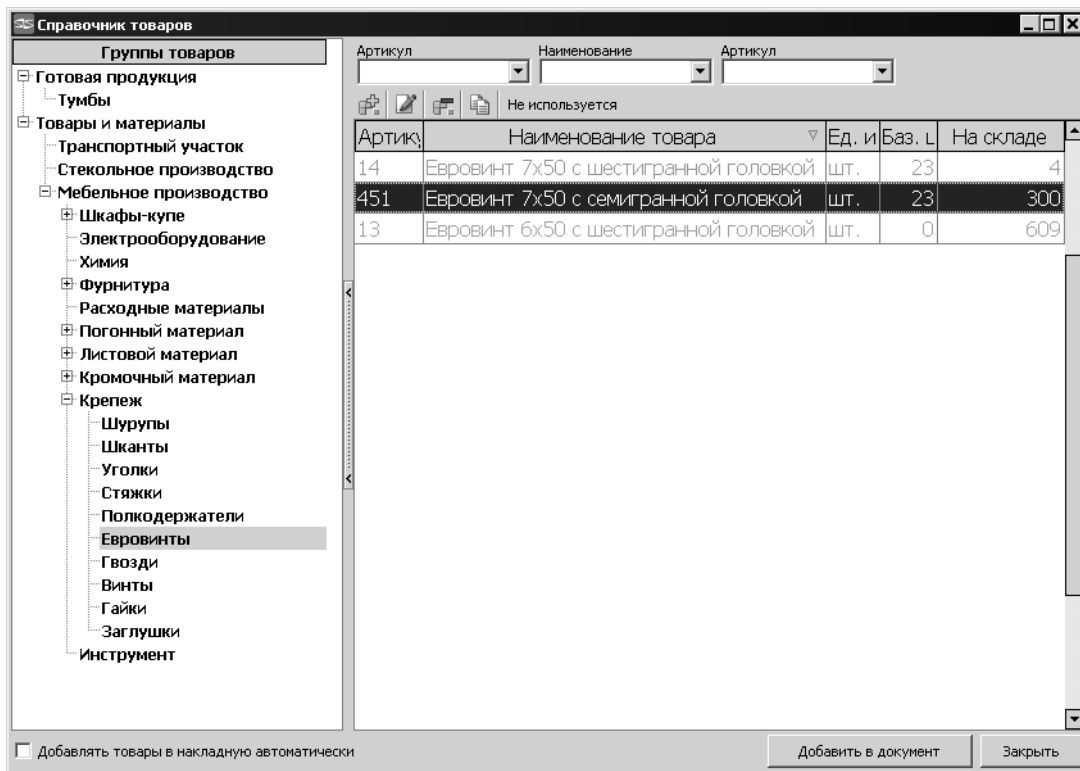 Справочник товаров
Группы товаров
Готовая продукция
Тумбы
Товары и материалы
Транспортный участок
Стекольное производство
Мебельное производство
Шкафы-купе
Электрооборудование
Химия
Фурнитура
Расходные материалы
Погонный материал
Листовой материал
Кромочный материал
Крепеж
Шурупы
Шканты
Уголки
Стяжки
Полкодержатели
Евровинты
Гвозди
Винты
Гайки
Заглушки
Инструмент
Артикул Наименование Артикул
Не используется
Артику Наименование товара Ед. и Баз. ц На складе
14 Евровинт 7x50 с шестигранной головкой шт. 23 4
451 Евровинт 7x50 с семигранной головкой шт. 23 300
13 Евровинт 6x50 с шестигранной головкой шт. 0 609
Добавлять товары в накладную автоматически
Добавить в документ Закрыть